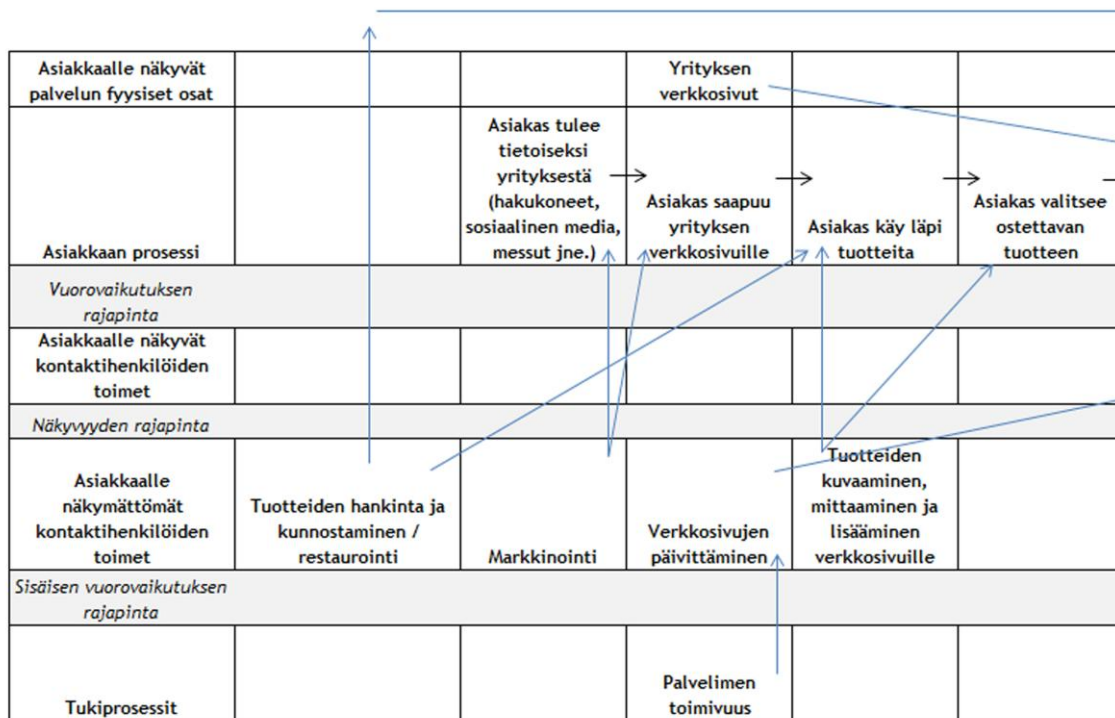 Asiakkaalle näkyvät
palvelun fyysiset osat
Yrityksen
verkkosivut
Asiakkaan prosessi
Asiakas tulee
tietoiseksi
yrityksestä
(hakukoneet,
sosiaalinen media,
messut jne.)
Asiakas saapuu
yrityksen
verkkosivuille
Asiakas käy läpi
tuotteita
Asiakas valitsee
ostettavan
tuotteen
Vuorovaikutuksen
rajapinta
Asiakkaalle näkyvät
kontaktihenkilöiden
toimet
Näkyvyyden rajapinta
Asiakkaalle
näkymättömät
kontaktihenkilöiden
toimet
Tuotteiden hankinta ja
kunnostaminen /
restaurointi
Markkinointi
Verkkosivujen
päivittäminen
Tuotteiden
kuvaaminen,
mittaaminen ja
lisääminen
verkkosivuille
Sisäisen vuorovaikutuksen
rajapinta
Tukiprosessit
Palvelimen
toimivuus